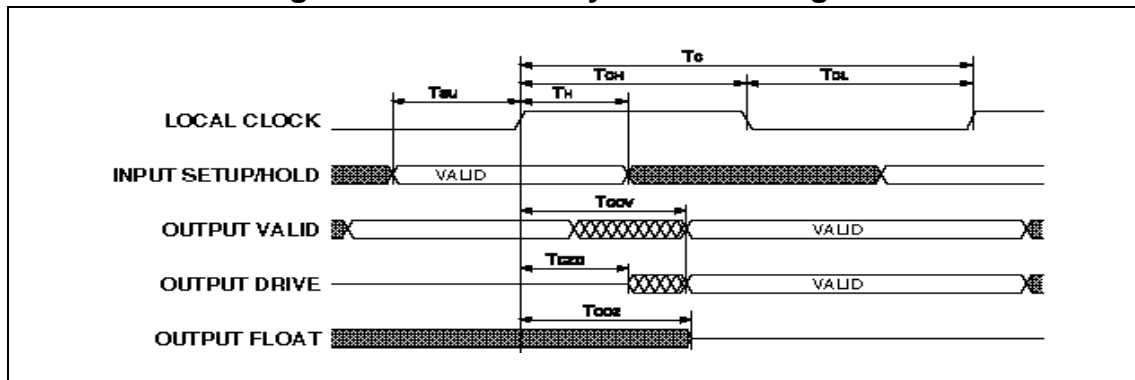 Tc
TCH TCL
TSU TH
LOCAL CLOCK
INPUT SETUP/HOLD VALID
TCOV
OUTPUT VALID VALID
OUTPUT DRIVE VALID
TCOZ
OUTPUT FLOAT